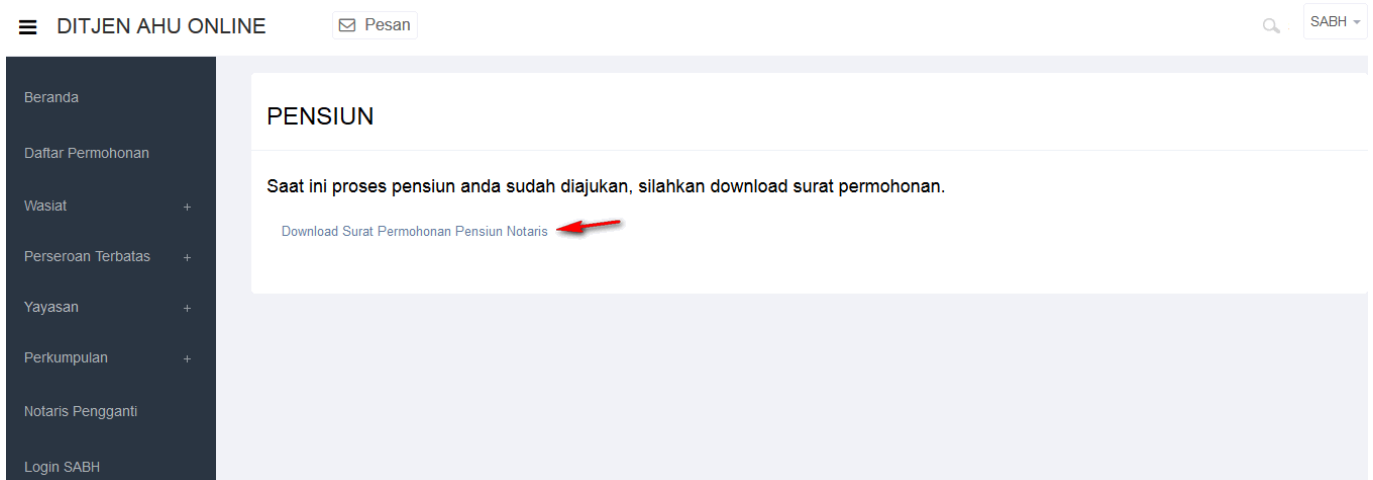 DITJEN AHU ONLINE
Pesan
SABH
Beranda
Daftar Permohonan
Wasiat +
Perseroan Terbatas +
Yayasan +
Perkumpulan +
Notaris Pengganti
Login SABH
PENSIUN
Saat ini proses pensiun anda sudah diajukan, silahkan download surat permohonan.
Download Surat Permohonan Pensiun Notaris